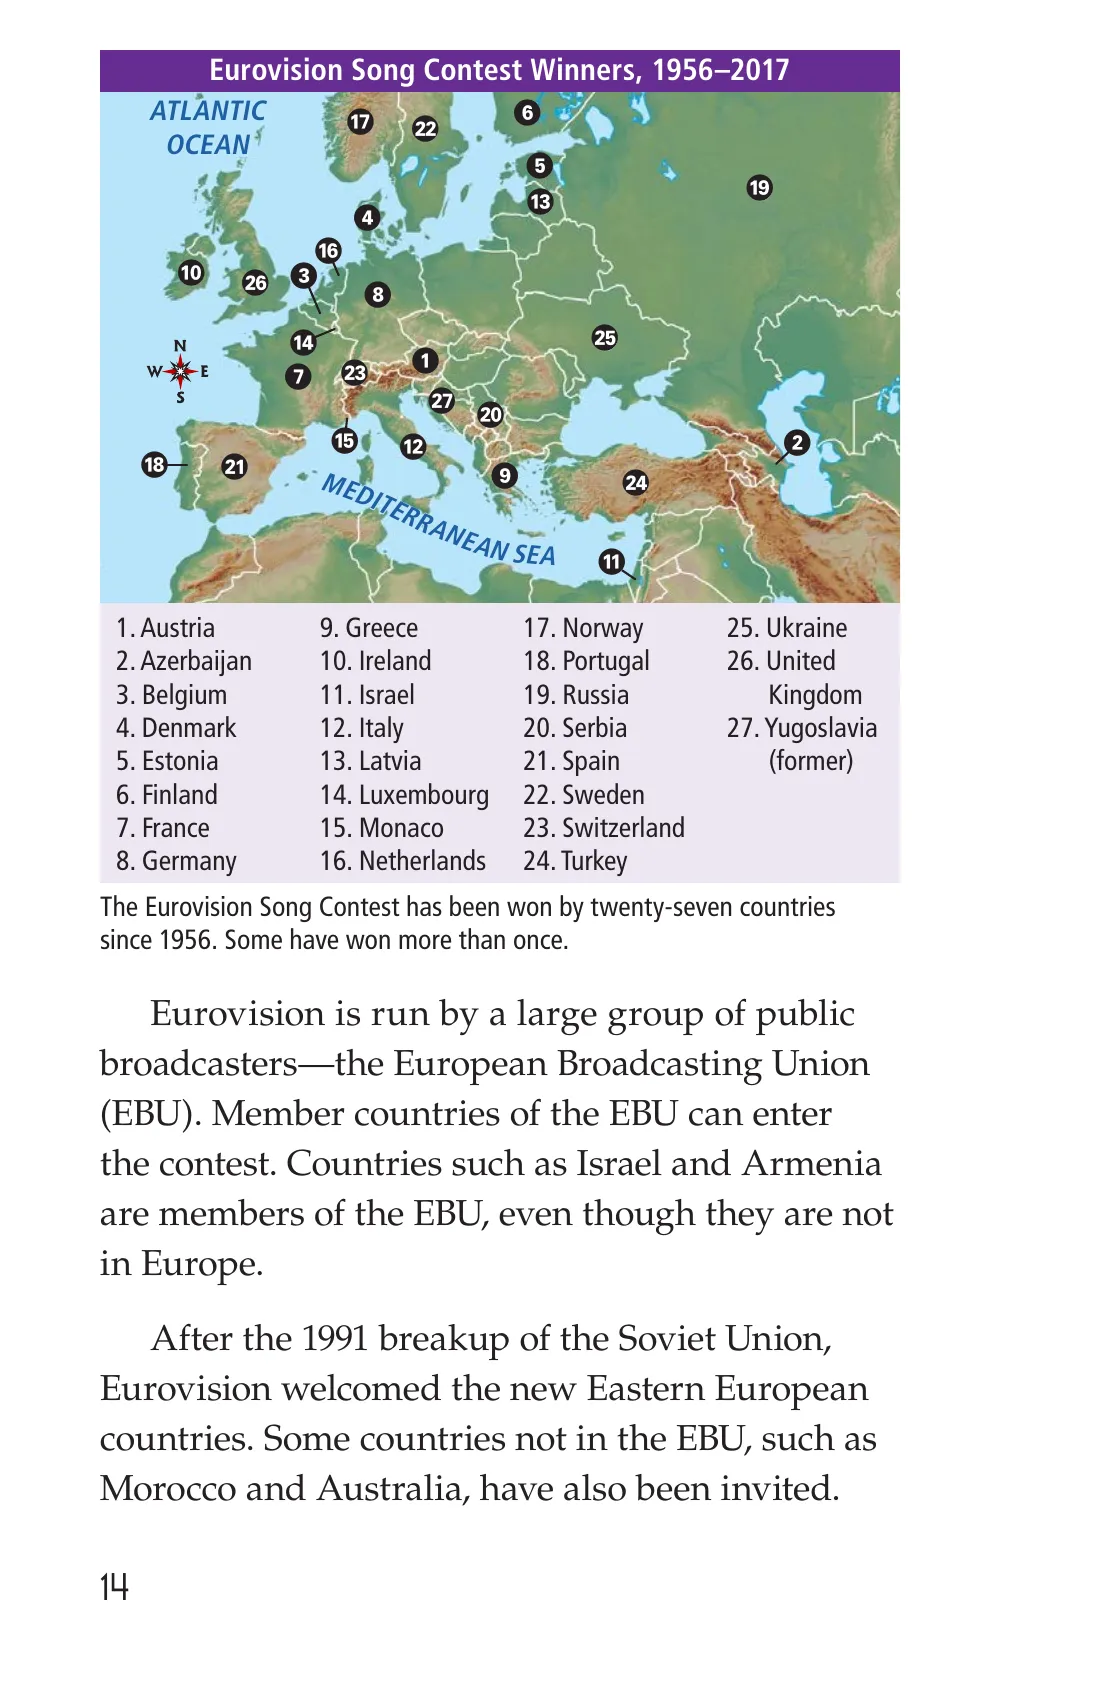 Eurovision Song Contest Winners, 1956–2017
ATLANTIC
OCEAN
17
22
6
5
13
19
4
16
3
10
26
8
14
25
N
W E
S
7
23
1
27
20
15
12
2
18
21
9
24
MEDITERRANEAN SEA
11
1. Austria
2. Azerbaijan
3. Belgium
4. Denmark
5. Estonia
6. Finland
7. France
8. Germany
9. Greece
10. Ireland
11. Israel
12. Italy
13. Latvia
14. Luxembourg
15. Monaco
16. Netherlands
17. Norway
18. Portugal
19. Russia
20. Serbia
21. Spain
22. Sweden
23. Switzerland
24. Turkey
25. Ukraine
26. United
Kingdom
27. Yugoslavia
(former)
The Eurovision Song Contest has been won by twenty-seven countries
since 1956. Some have won more than once.
Eurovision is run by a large group of public
broadcasters—the European Broadcasting Union
(EBU). Member countries of the EBU can enter
the contest. Countries such as Israel and Armenia
are members of the EBU, even though they are not
in Europe.
After the 1991 breakup of the Soviet Union,
Eurovision welcomed the new Eastern European
countries. Some countries not in the EBU, such as
Morocco and Australia, have also been invited.
14